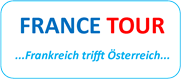 FRANCE TOUR
...Frankreich trifft Österreich...